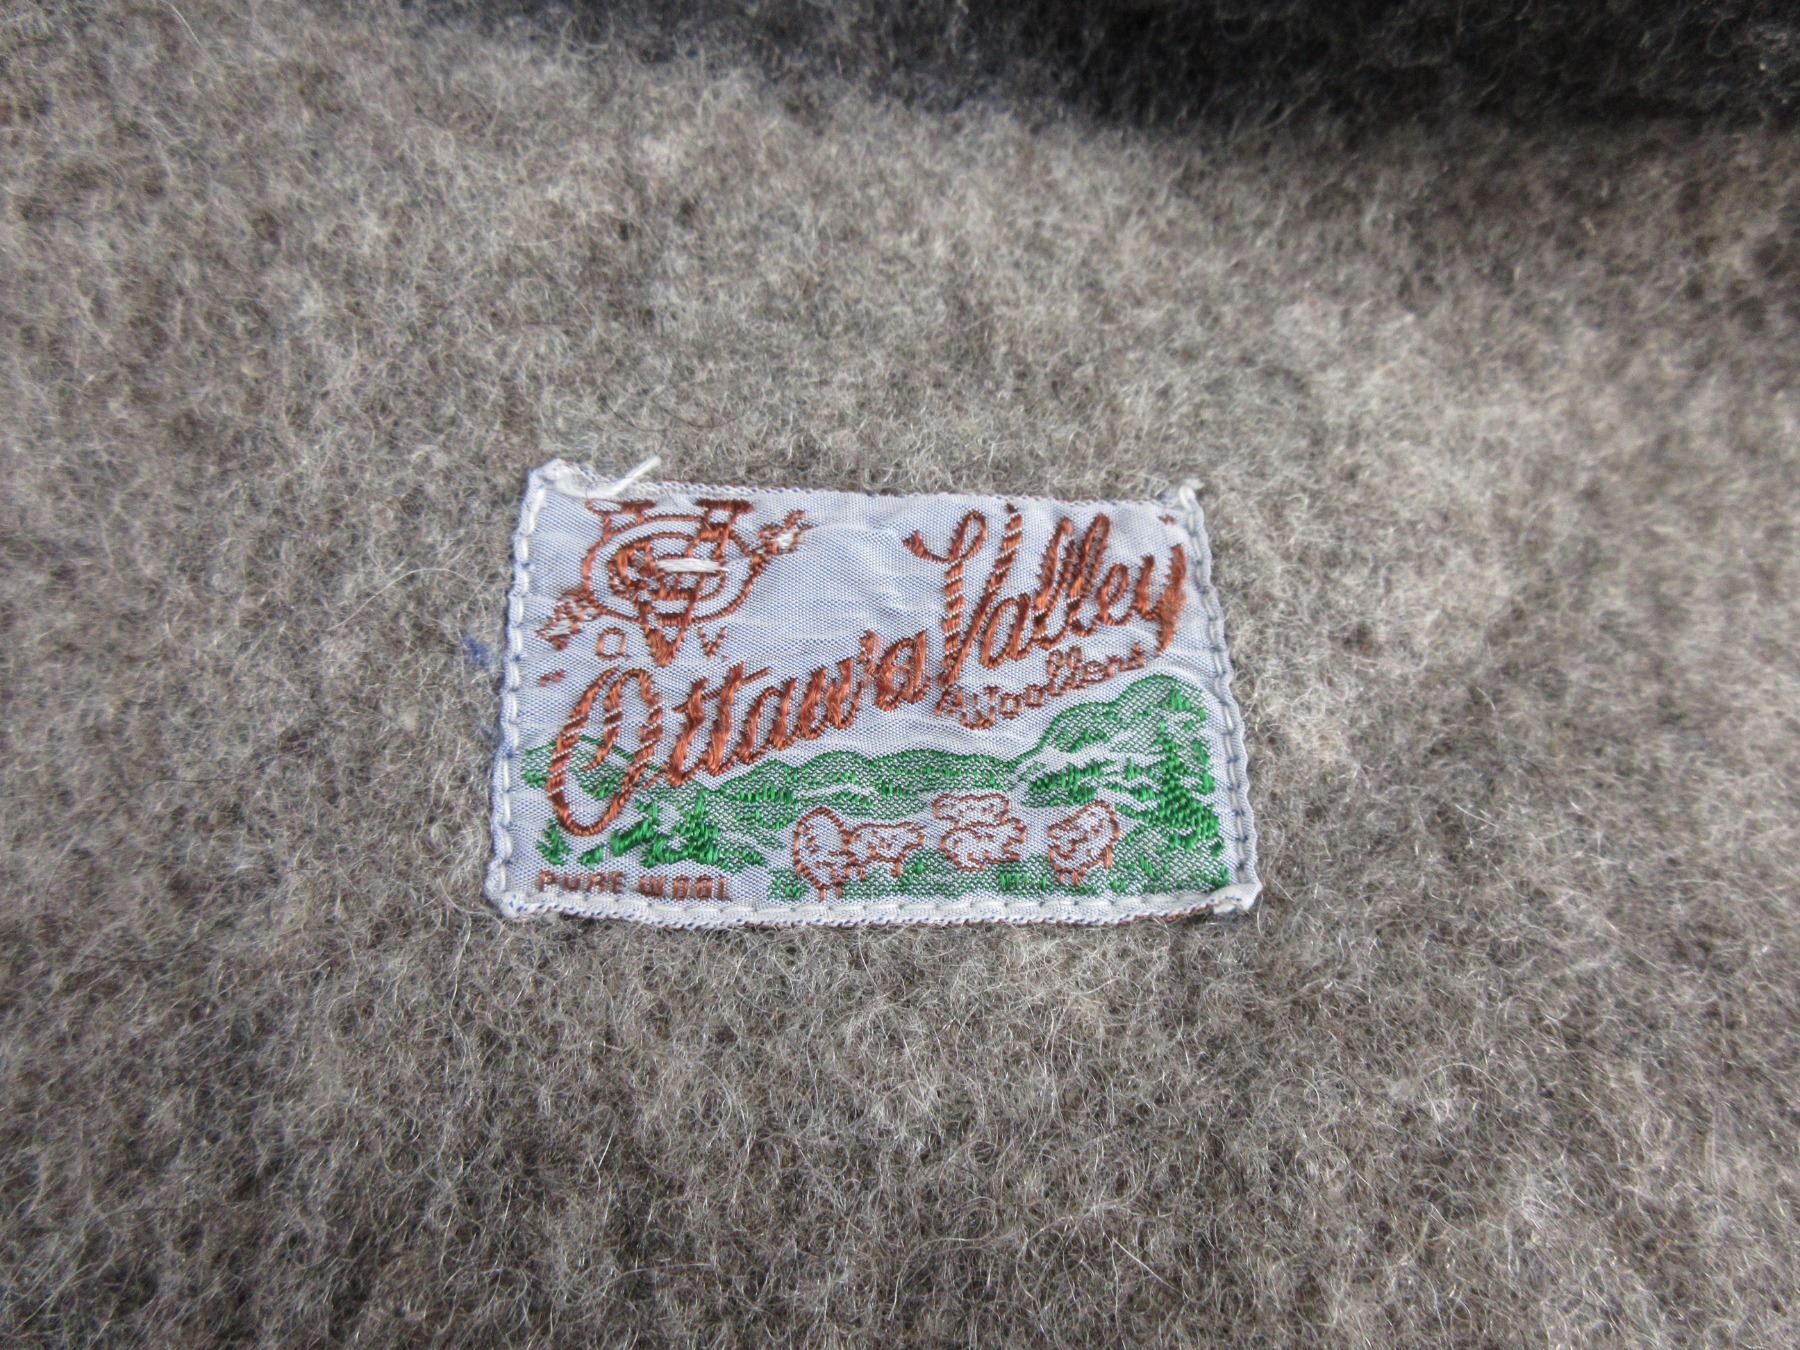 O V V
Ottawa Valley
Woollens
PURE WOOL